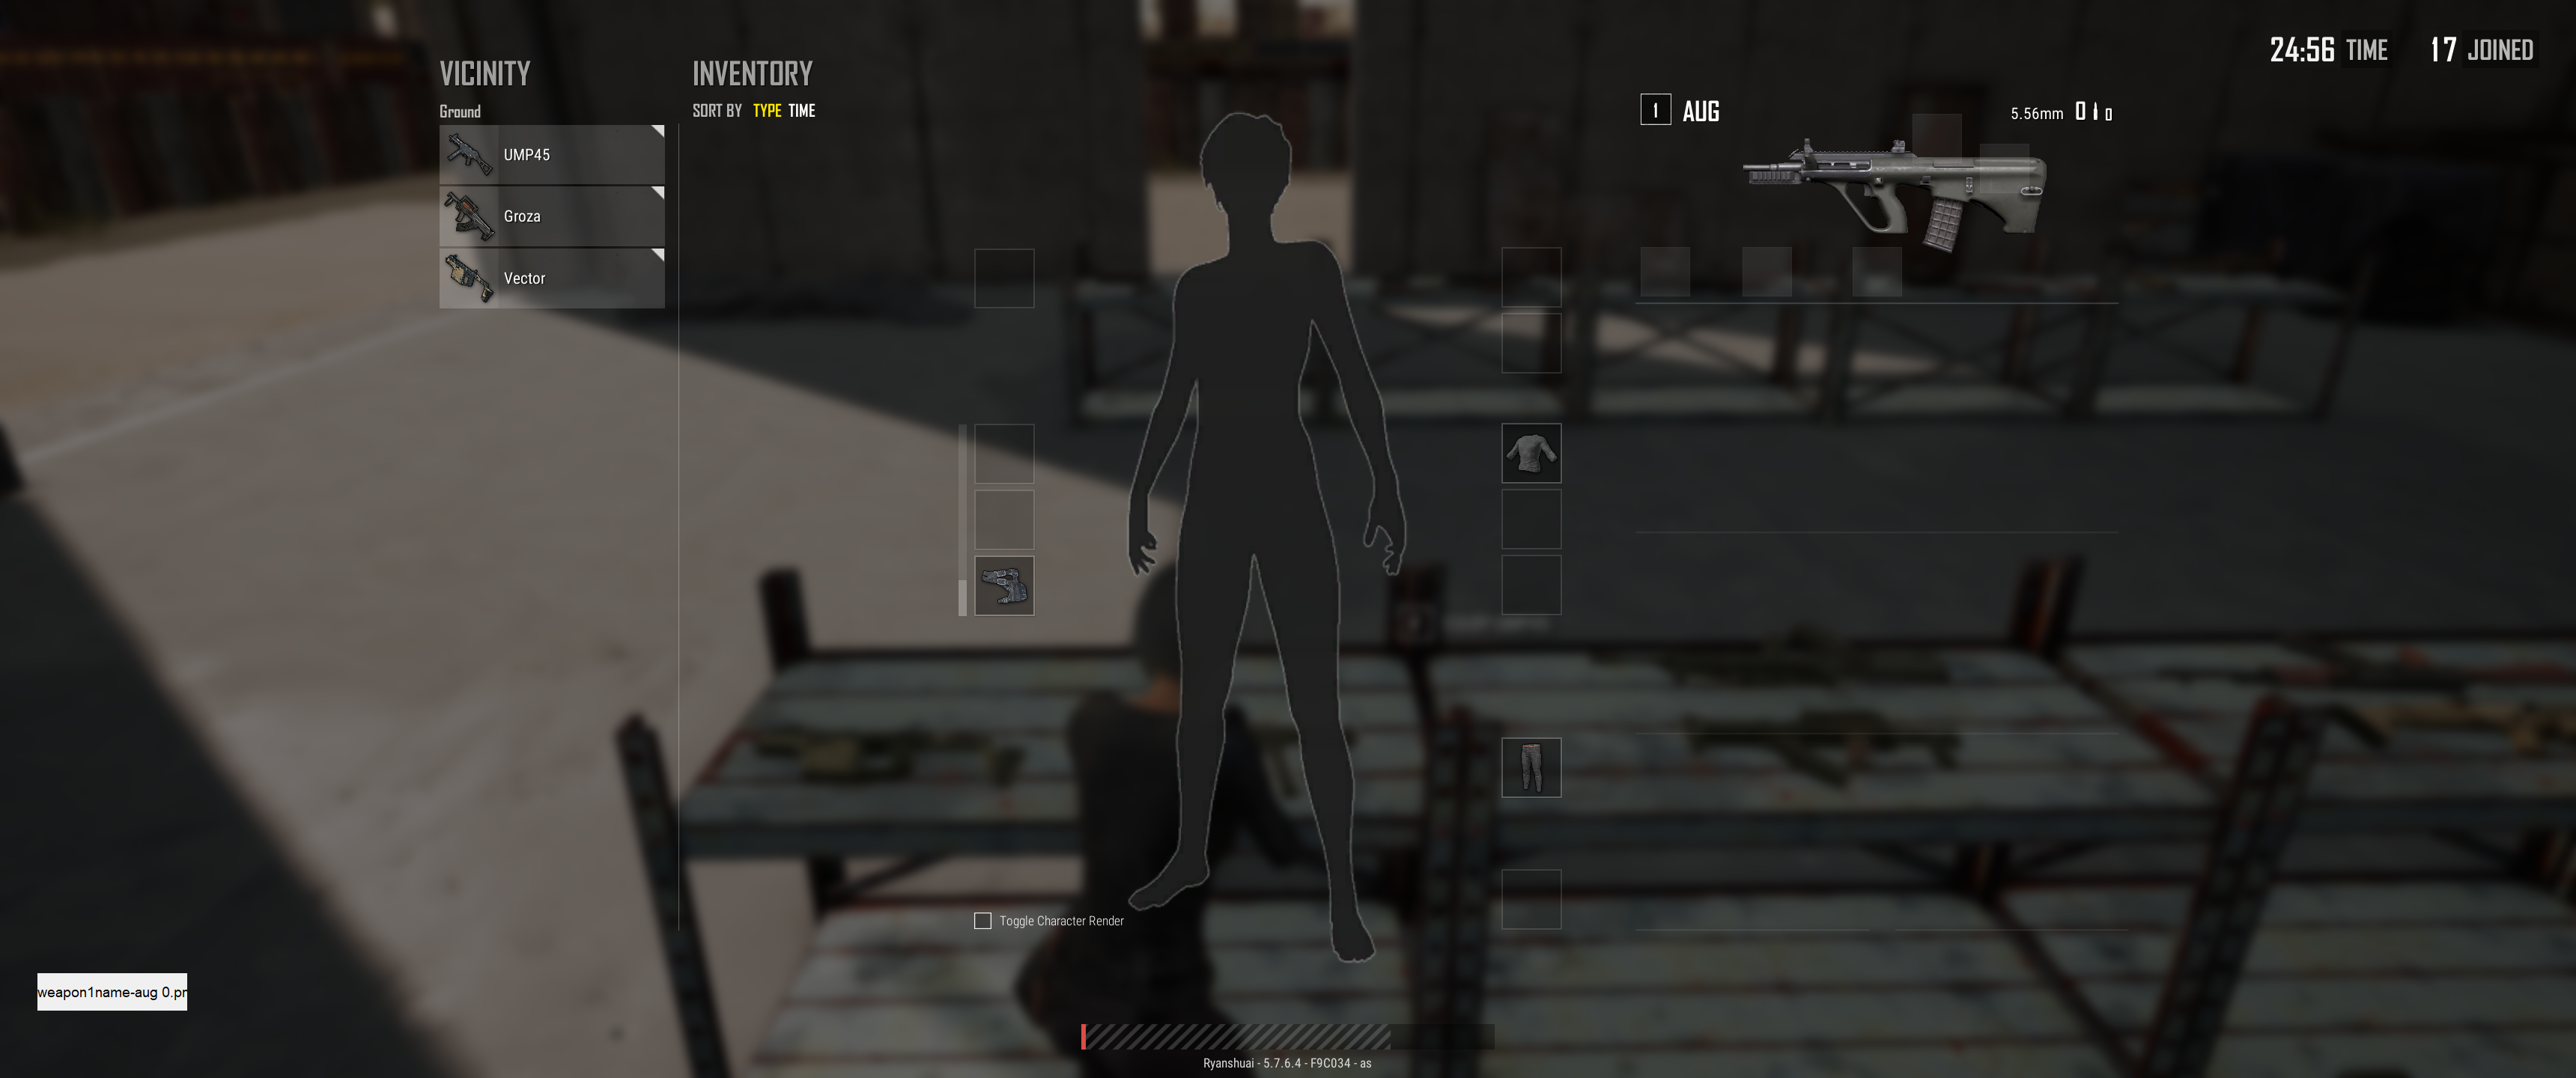 24:56 TIME 17 JOINED
VICINITY
Ground
UMP45
Groza
Vector
INVENTORY
SORT BY TYPE TIME
1 AUG
5.56mm 0 0
Toggle Character Render
weapon1name-aug 0.pr
Ryanshuai - 5.7.6.4 - F9C034 - as